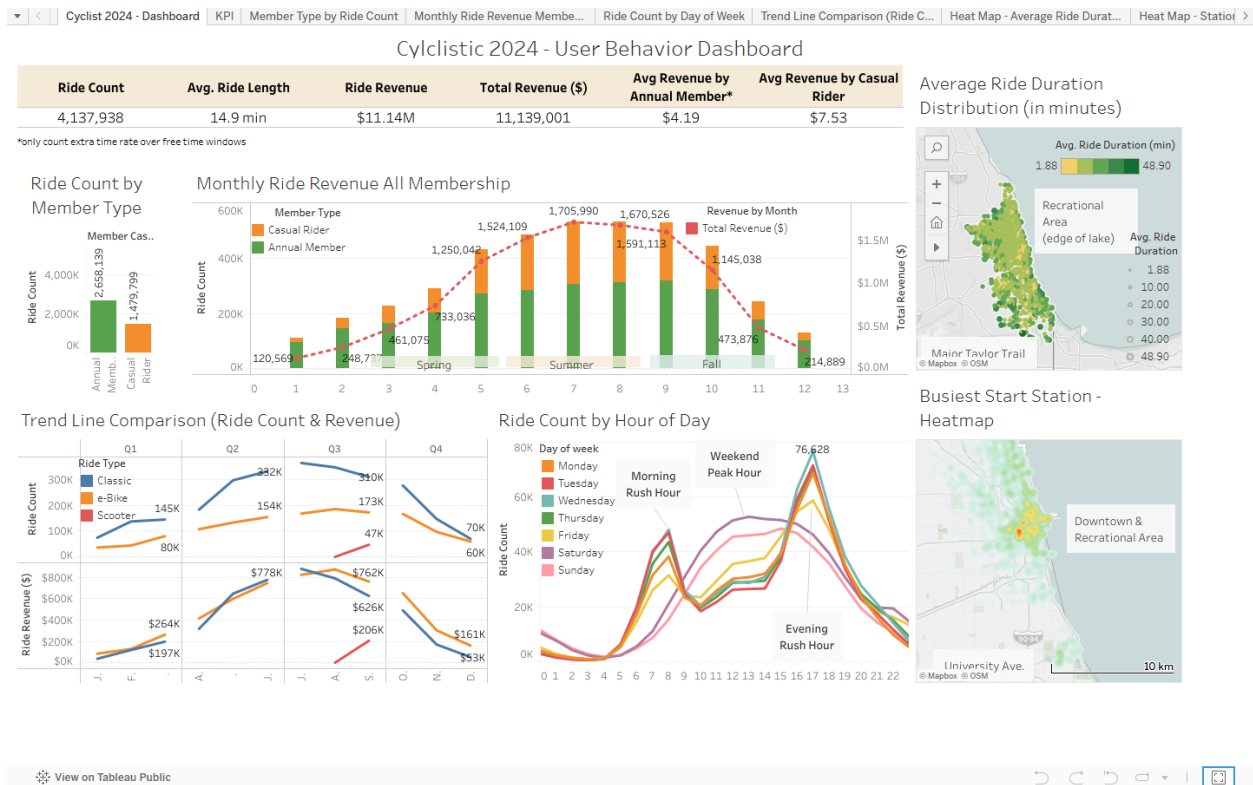 Cyclist 2024 - Dashboard
KPI
Member Type by Ride Count
Monthly Ride Revenue Membe...
Ride Count by Day of Week
Trend Line Comparison (Ride C...
Heat Map - Average Ride Durat...
Heat Map - Station
Cylclistic 2024 - User Behavior Dashboard
Ride Count
Avg. Ride Length
Ride Revenue
Total Revenue ($)
Avg Revenue by
Annual Member*
Avg Revenue by Casual
Rider
4,137,938
14.9 min
$11.14M
11,139,001
$4.19
$7.53
*only count extra time rate over free time windows
Ride Count by
Member Type
Member Cas..
Ride Count
4,000K
2,000K
0K
2,658,139
1,479,799
Annual
Memb..
Casual
Rider
Monthly Ride Revenue All Membership
Member Type
Casual Rider
Annual Member
Revenue by Month
Total Revenue ($)
Ride Count
600K
400K
200K
0K
120,569
248,737
461,075
733,036
1,250,042
1,524,109
1,705,990
1,670,526
1,591,113
1,145,038
473,876
214,889
Spring
Summer
Fall
$1.5M
$1.0M
$0.5M
$0.0M
Total Revenue ($)
0 1 2 3 4 5 6 7 8 9 10 11 12 13
Average Ride Duration
Distribution (in minutes)
Avg. Ride Duration (min)
1.88
48.90
Recrational
Area
(edge of lake)
Avg. Ride
Duration
1.88
10.00
20.00
30.00
40.00
48.90
Major Taylor Trail
© Mapbox © OSM
Trend Line Comparison (Ride Count & Revenue)
Q1
Q2
Q3
Q4
Ride Type
Classic
e-Bike
Scooter
Ride Count
300K
200K
100K
0K
145K
80K
332K
154K
310K
173K
47K
70K
60K
Ride Revenue ($)
$800K
$600K
$400K
$200K
$0K
$264K
$197K
$778K
$762K
$626K
$206K
$161K
$53K
J. F. . A. . J. J. A. S. O. N. D.
Ride Count by Hour of Day
Day of week
Monday
Tuesday
Wednesday
Thursday
Friday
Saturday
Sunday
Ride Count
80K
60K
40K
20K
0K
Morning
Rush Hour
Weekend
Peak Hour
76,628
Evening
Rush Hour
0 1 2 3 4 5 6 7 8 9 10 11 12 13 14 15 16 17 18 19 20 21 22
Busiest Start Station -
Heatmap
Downtown &
Recreational Area
90-94
University Ave.
10 km
© Mapbox © OSM
View on Tableau Public